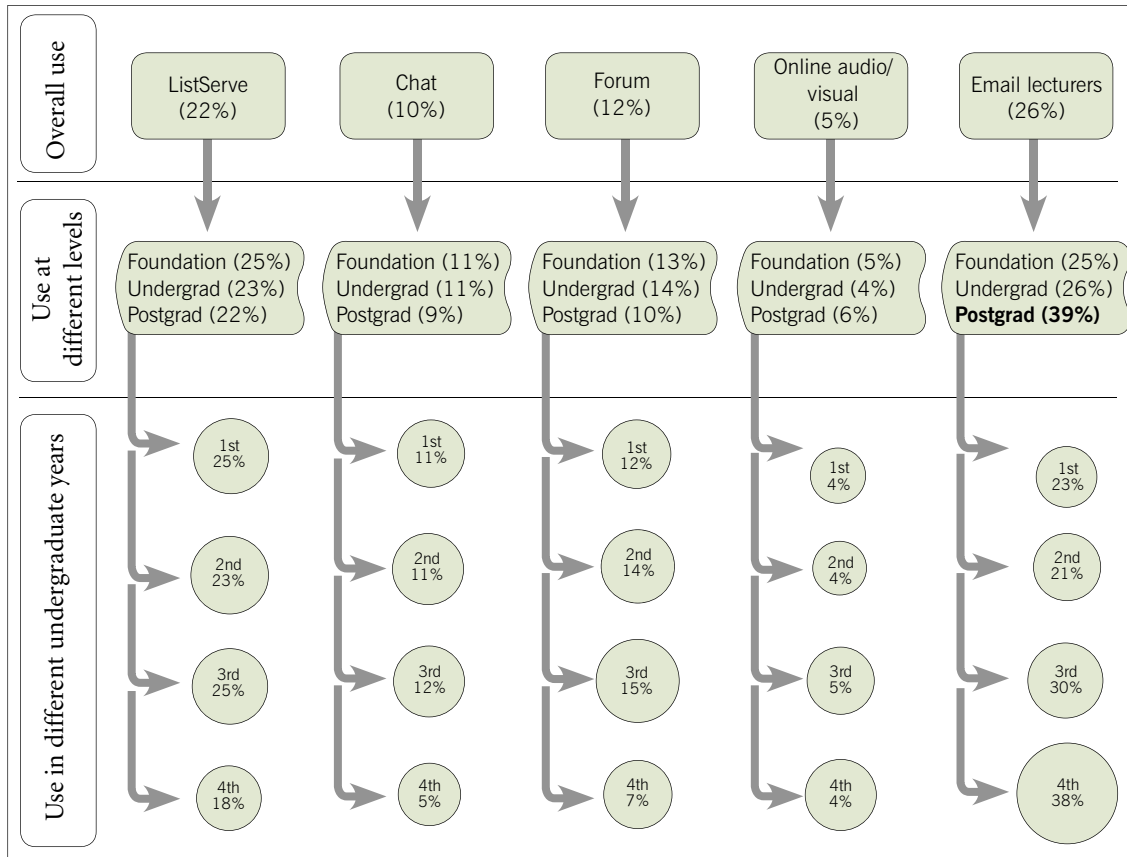 Overall use
ListServe
(22%)
Chat
(10%)
Forum
(12%)
Online audio/
visual
(5%)
Email lecturers
(26%)
Use at
different levels
Foundation (25%)
Undergrad (23%)
Postgrad (22%)
Foundation (11%)
Undergrad (11%)
Postgrad (9%)
Foundation (13%)
Undergrad (14%)
Postgrad (10%)
Foundation (5%)
Undergrad (4%)
Postgrad (6%)
Foundation (25%)
Undergrad (26%)
Postgrad (39%)
Use in different undergraduate years
1st
25%
1st
11%
1st
12%
1st
4%
1st
23%
2nd
23%
2nd
11%
2nd
14%
2nd
4%
2nd
21%
3rd
25%
3rd
12%
3rd
15%
3rd
5%
3rd
30%
4th
18%
4th
5%
4th
7%
4th
4%
4th
38%